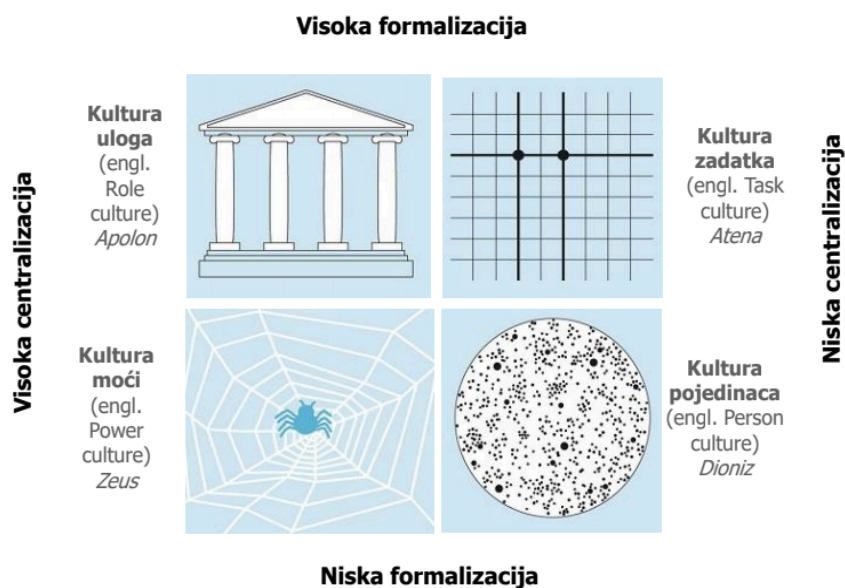 Visoka formalizacija
Visoka centralizacija
Kultura
uloga
(engl.
Role
culture)
Apolon
Kultura
zadatka
(engl. Task
culture)
Atena
Niska centralizacija
Kultura
moći
(engl.
Power
culture)
Zeus
Kultura
pojedinaca
(engl. Person
culture)
Dioniz
Niska formalizacija